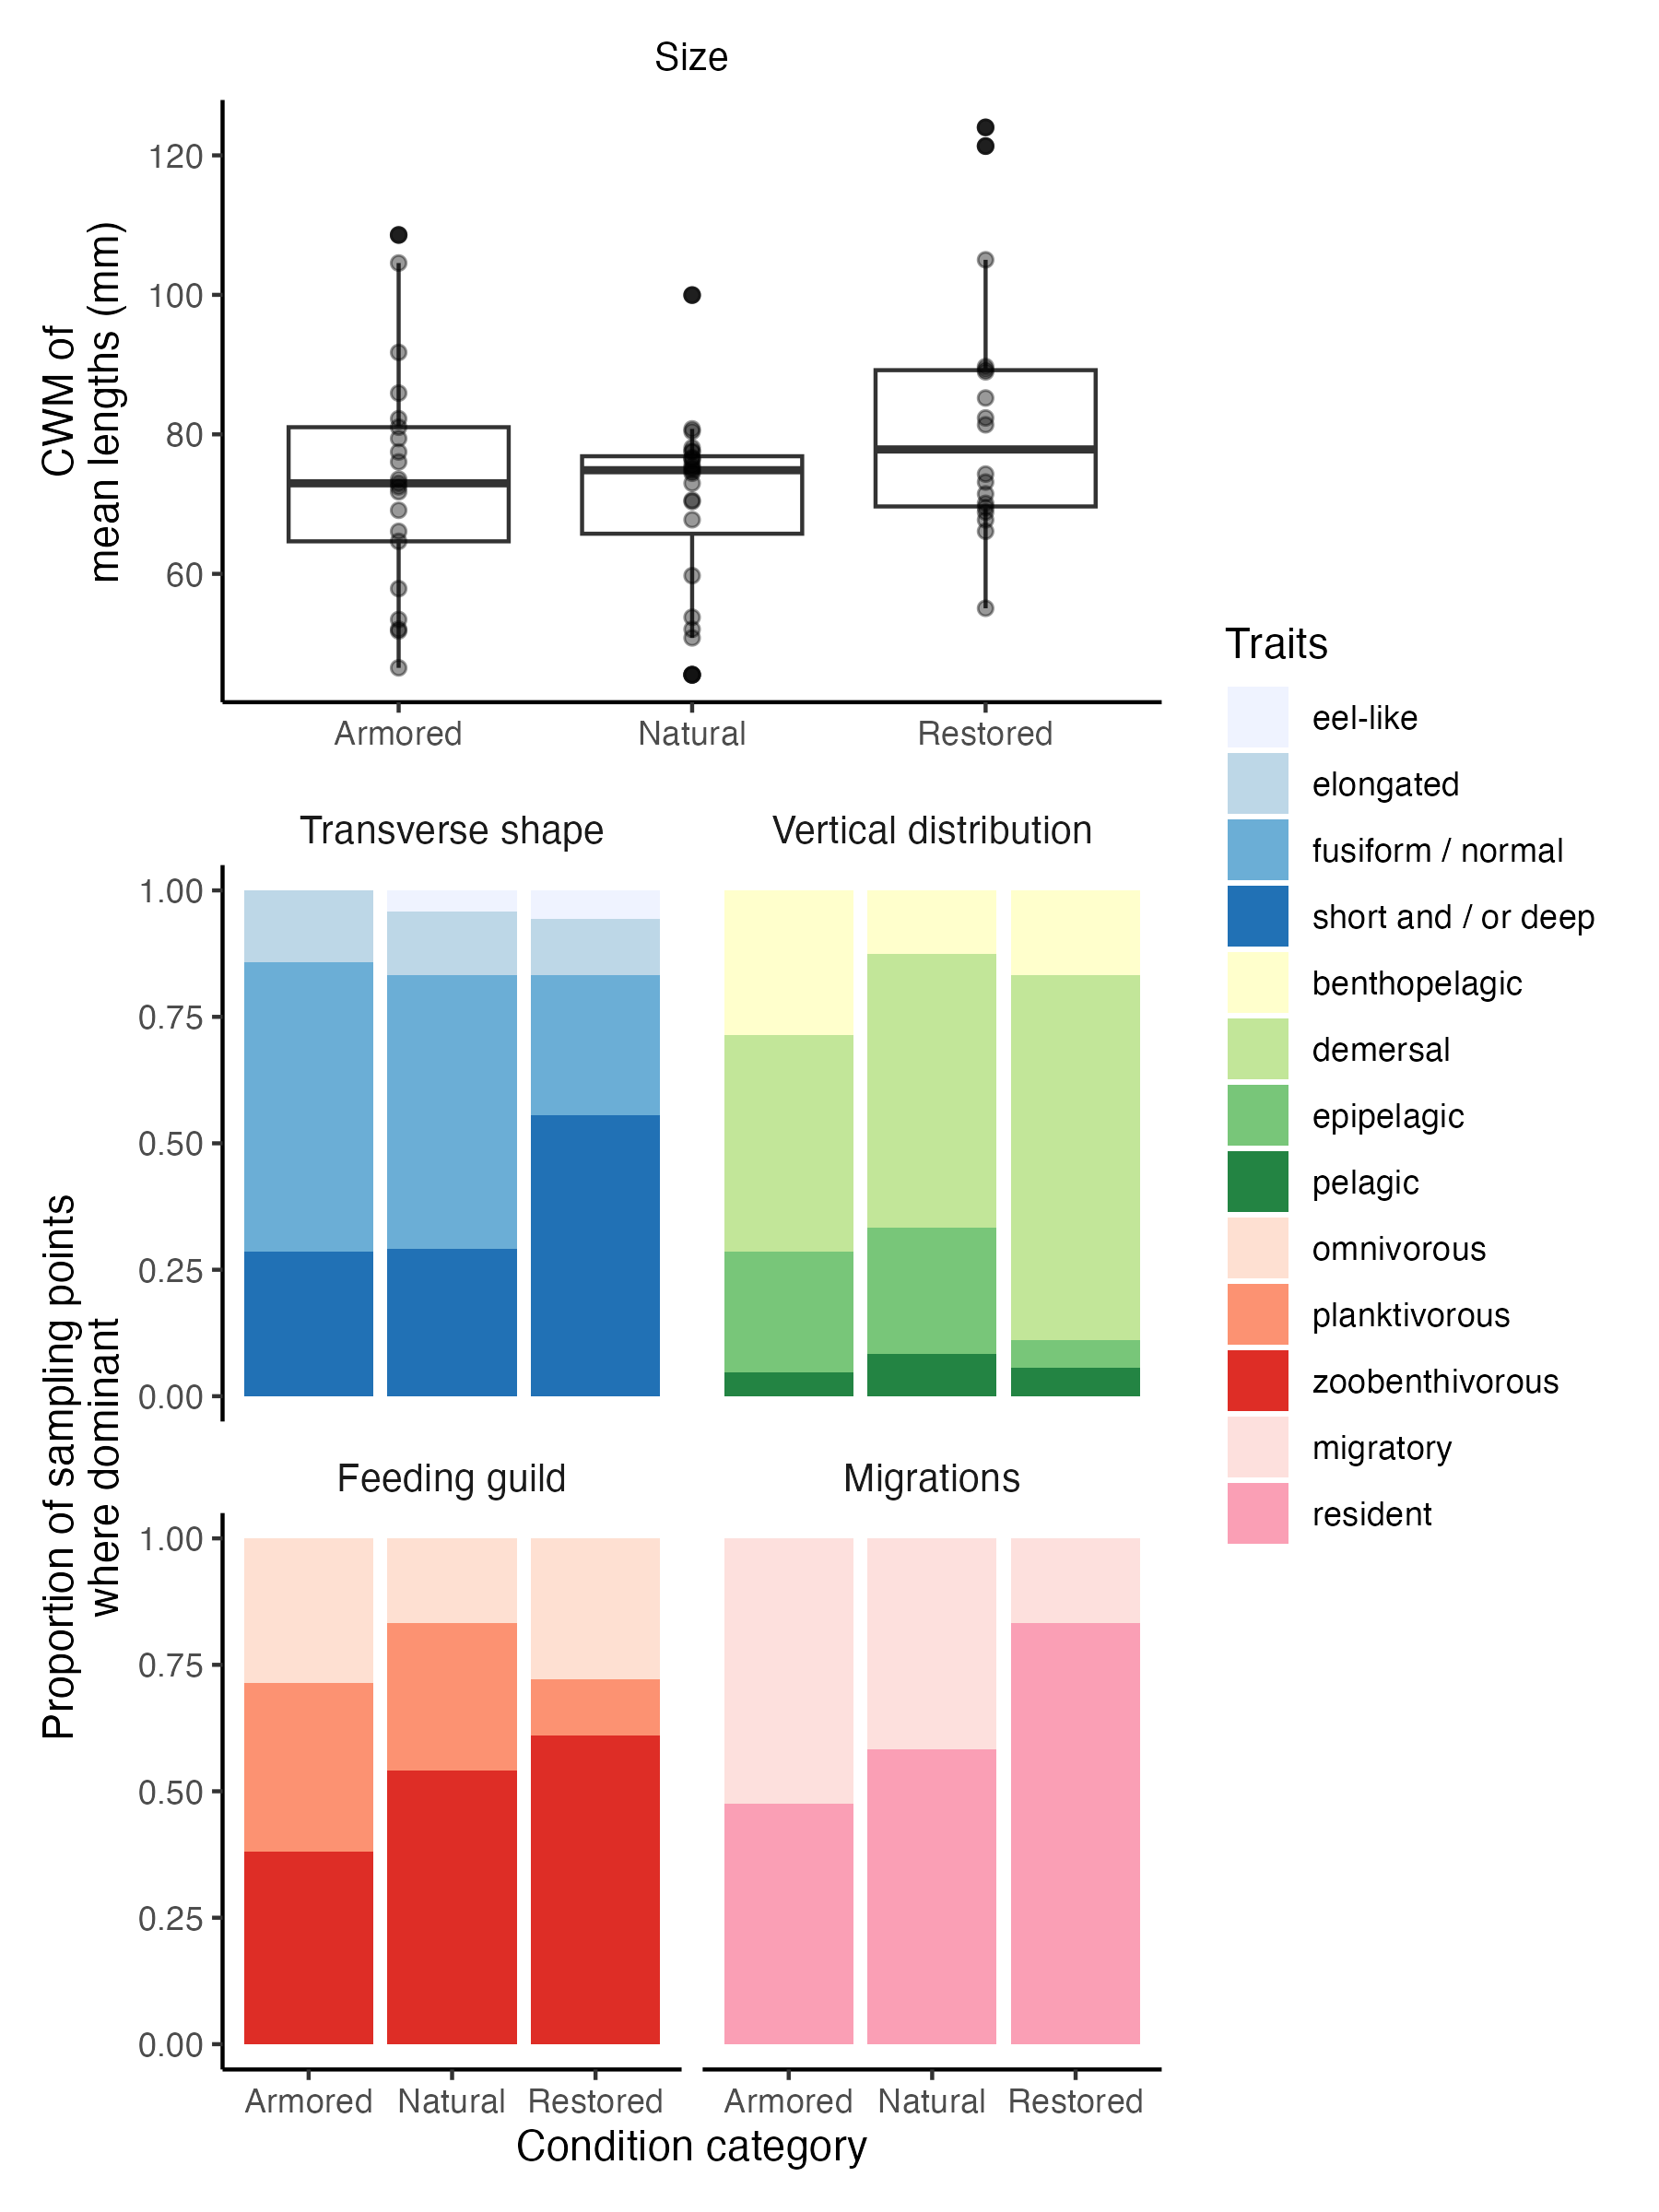 Size
CWM of
mean lengths (mm)
120
100
80
60
Armored Natural Restored
Transverse shape Vertical distribution
Proportion of sampling points
where dominant
1.00
0.75
0.50
0.25
0.00
Feeding guild Migrations
1.00
0.75
0.50
0.25
0.00
Armored Natural Restored Armored Natural Restored
Condition category
Traits
eel-like
elongated
fusiform / normal
short and / or deep
benthopelagic
demersal
epipelagic
pelagic
omnivorous
planktivorous
zoobenthivorous
migratory
resident